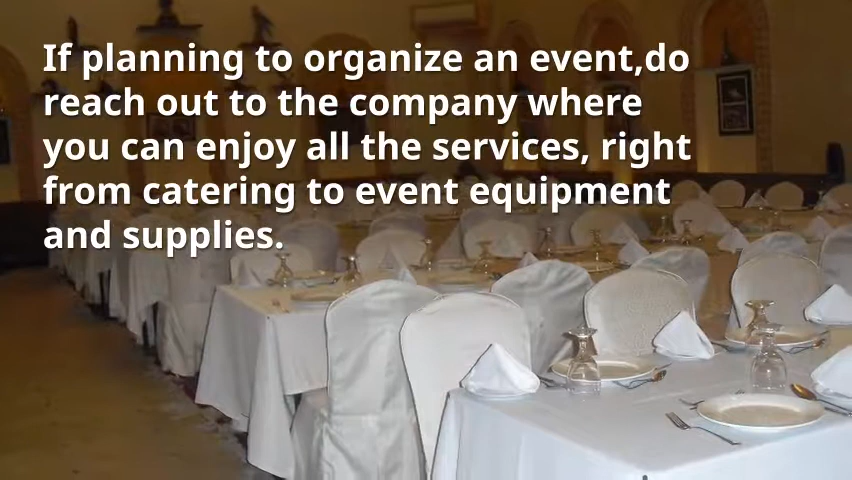 If planning to organize an event,do
reach out to the company where
you can enjoy all the services, right
from catering to event equipment
and supplies.